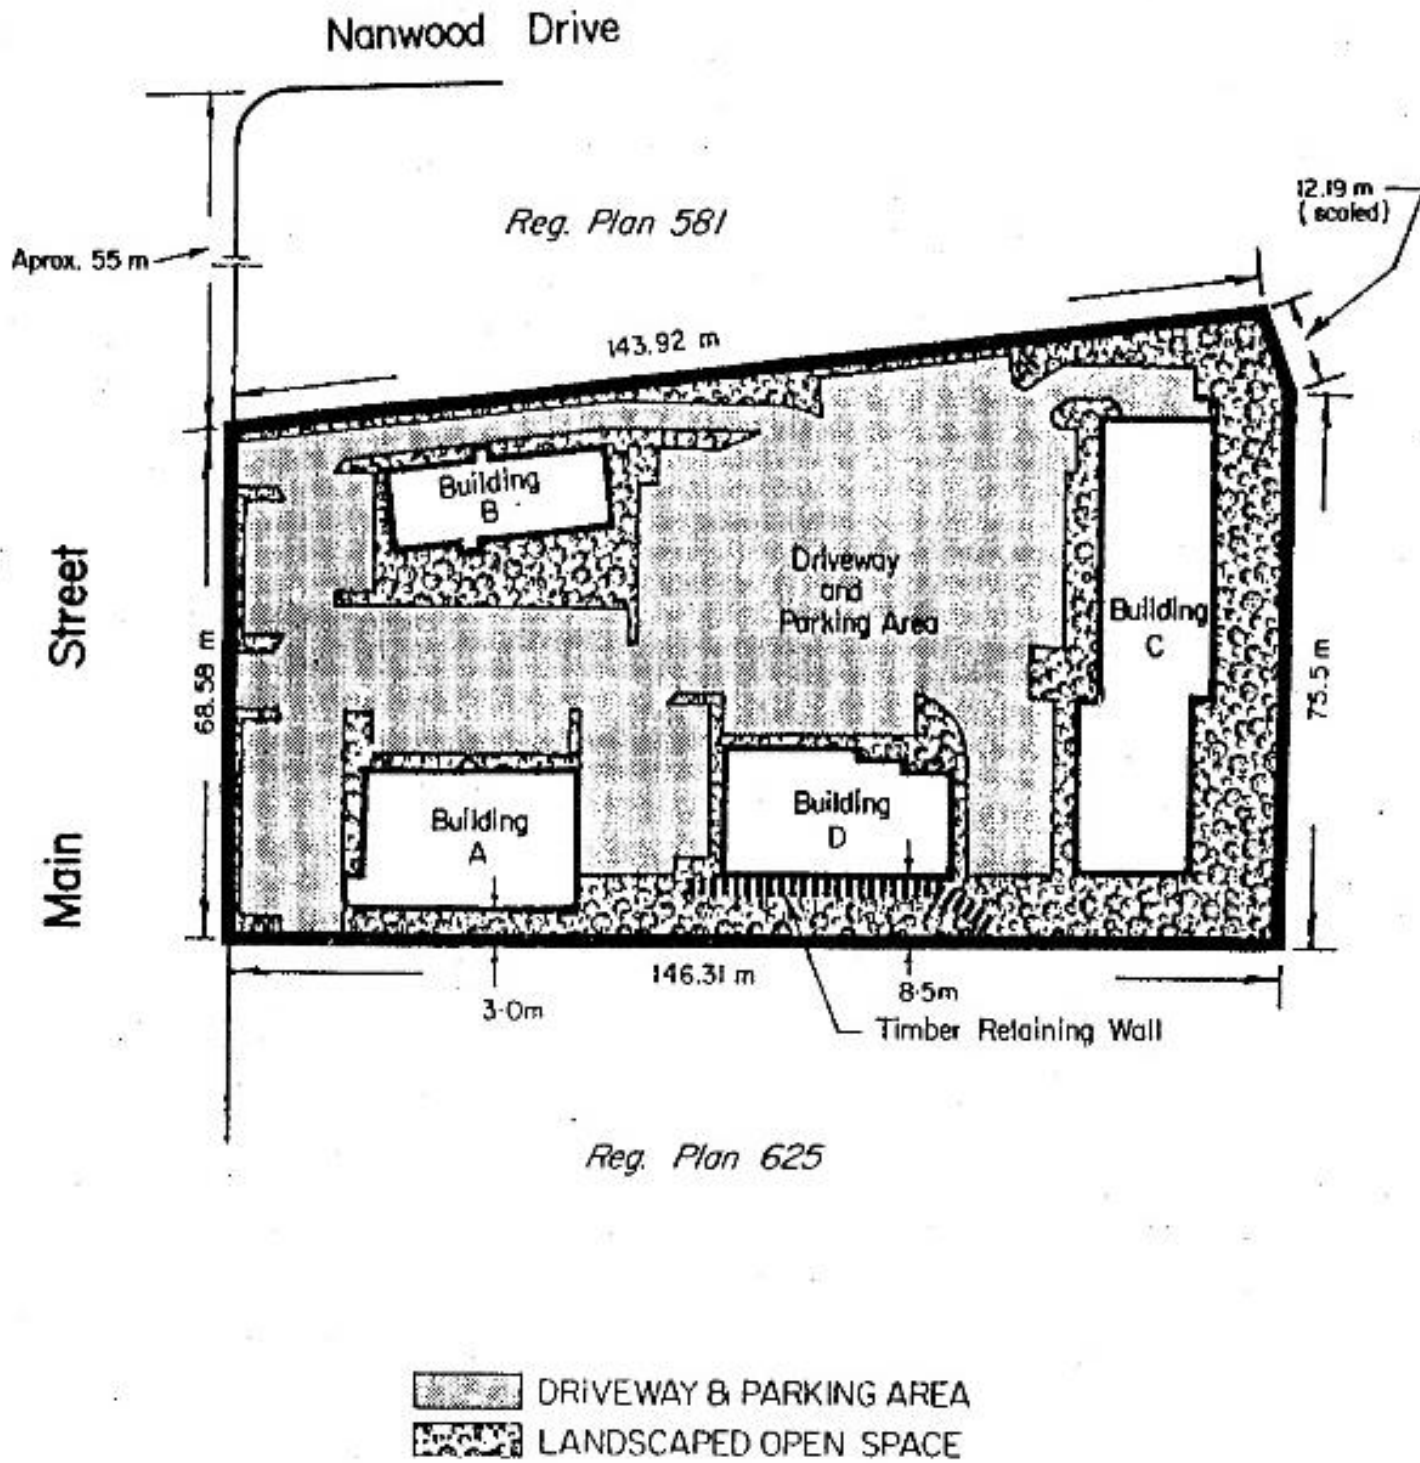 Nanwood Drive
Reg. Plan 581
12.19 m
( scaled)
Aprox. 55 m
143.92 m
Building
B
Driveway
and
Parking Area
Building
C
Street
68.58 m
75.5 m
Building
A
Building
D
Main
146.31 m
3.0m
8.5m
Timber Retaining Wall
Reg. Plan 625
DRIVEWAY & PARKING AREA
LANDSCAPED OPEN SPACE